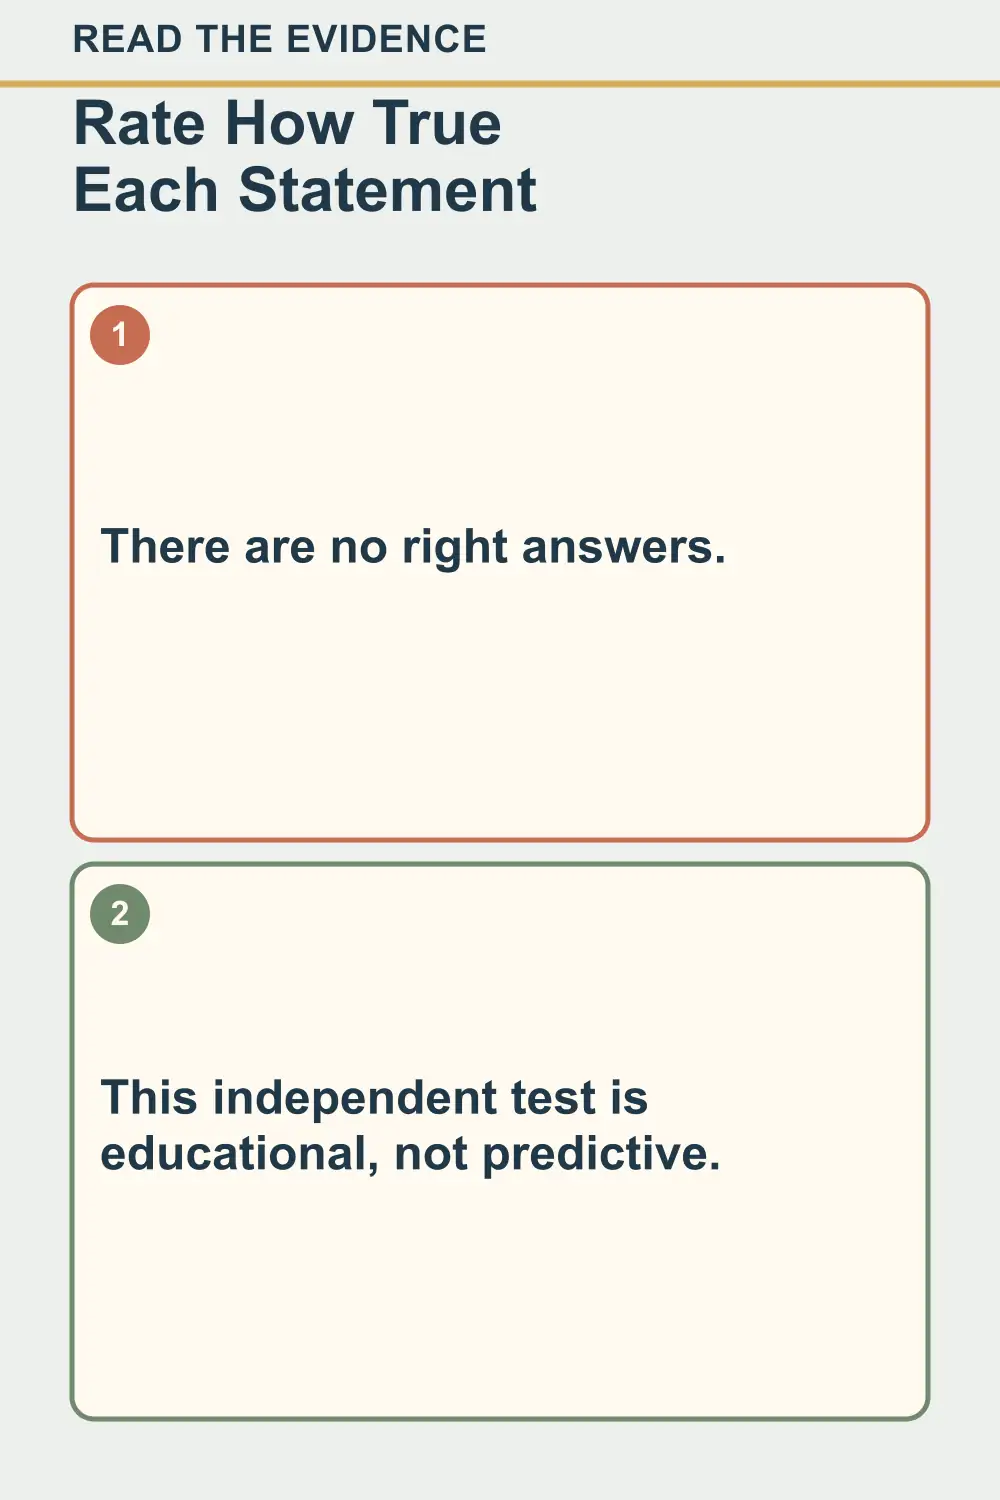 READ THE EVIDENCE
Rate How True
Each Statement
1
There are no right answers.
2
This independent test is
educational, not predictive.